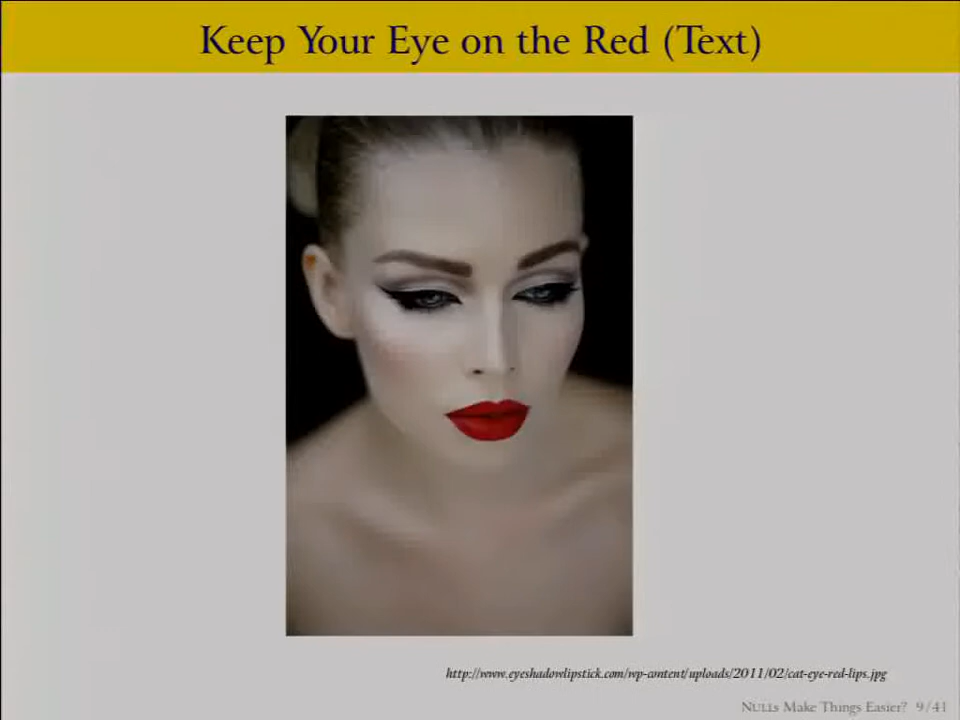 Keep Your Eye on the Red (Text)
http://www.eyeshadowlipstick.com/wp-content/uploads/2011/02/cat-eye-red-lips.jpg
NULLs Make Things Easier? 9/41